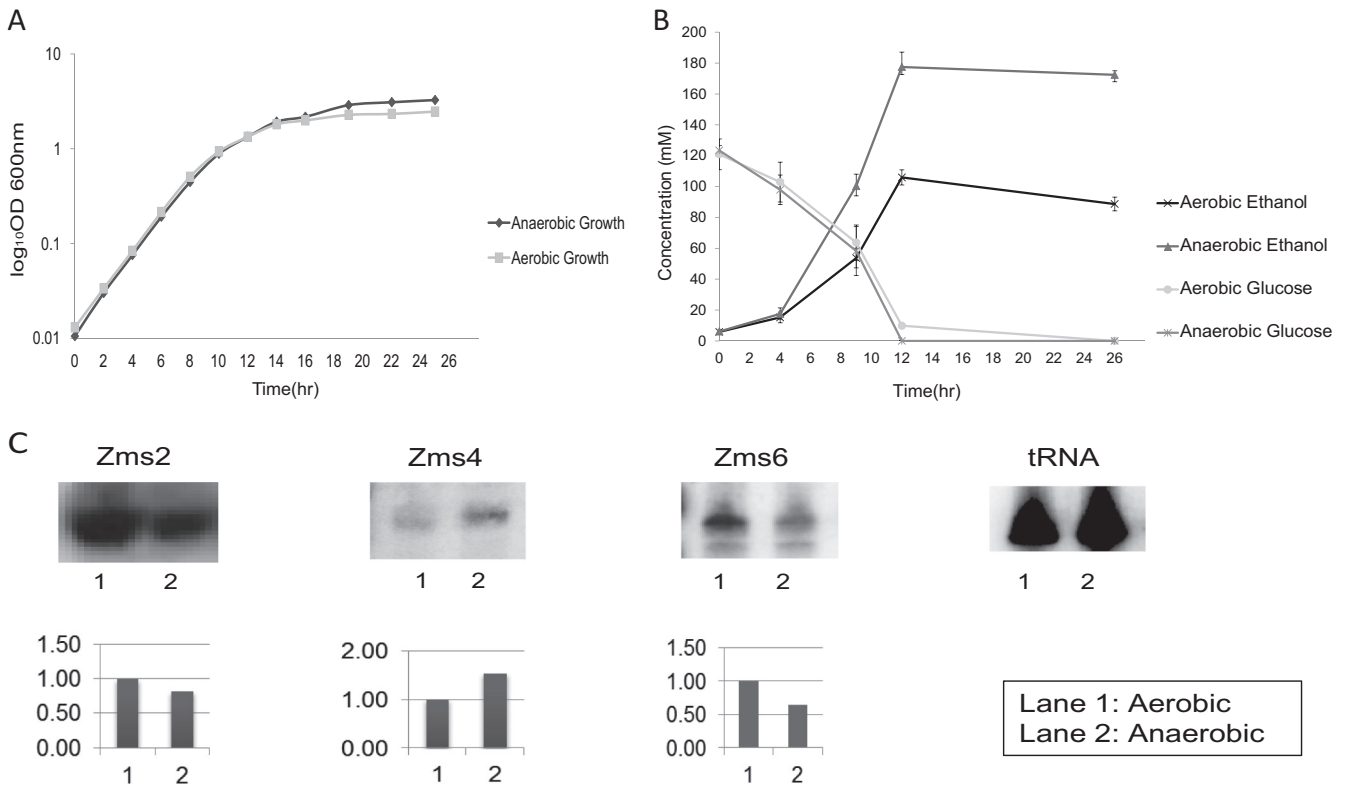 A
10
1
0.1
0.01
log₁₀OD 600nm
0 2 4 6 8 10 12 14 16 18 20 22 24 26
Time(hr)
Anaerobic Growth
Aerobic Growth
B
200
180
160
140
120
100
80
60
40
20
0
Concentration (mM)
0 2 4 6 8 10 12 14 16 18 20 22 24 26
Time(hr)
Aerobic Ethanol
Anaerobic Ethanol
Aerobic Glucose
Anaerobic Glucose
C
Zms2
1 2
1.50
1.00
0.50
0.00
1 2
Zms4
1 2
2.00
1.00
0.00
1 2
Zms6
1 2
1.50
1.00
0.50
0.00
1 2
tRNA
1 2
Lane 1: Aerobic
Lane 2: Anaerobic